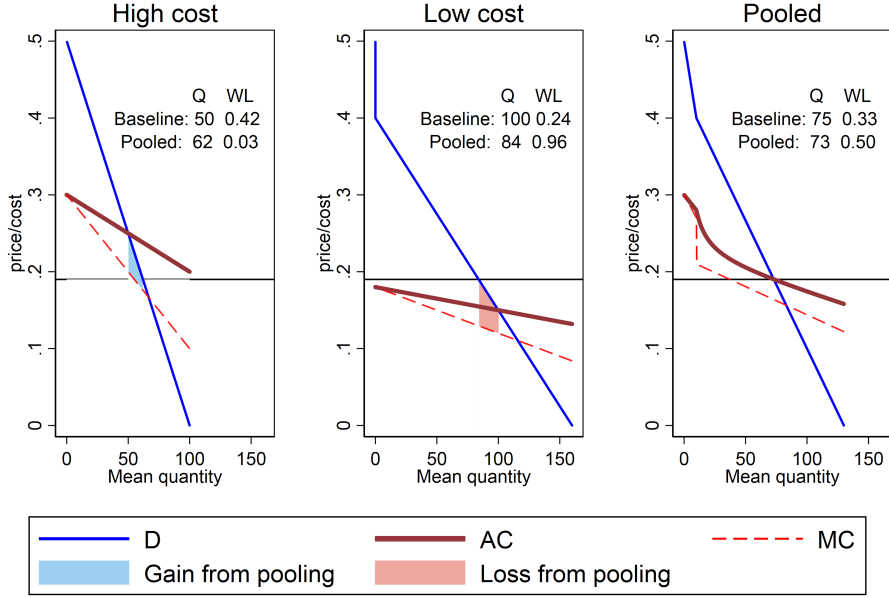 High cost
Low cost
Pooled
price/cost
.5
.4
.3
.2
.1
0
Q WL
Baseline: 50 0.42
Pooled: 62 0.03
0 50 100 150
Mean quantity
price/cost
.5
.4
.3
.2
.1
0
Q WL
Baseline: 100 0.24
Pooled: 84 0.96
0 50 100 150
Mean quantity
price/cost
.5
.4
.3
.2
.1
0
Q WL
Baseline: 75 0.33
Pooled: 73 0.50
0 50 100 150
Mean quantity
D
AC
MC
Gain from pooling
Loss from pooling